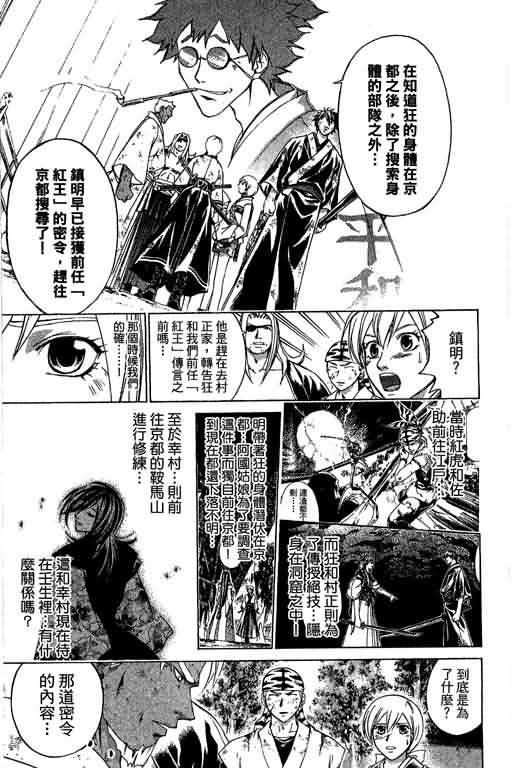 在知道狂的身體在京
都之後，除了搜索身
體的部隊之外…
鎮明早已接獲前任「
紅王」的密令，趕往
京都搜尋了！
平和
鎮明？
他是趕在去村
正家，轉告狂
和我們前任「
紅王」傳言之
前嗎…
那個時候我們
的確…
當時紅虎和在
助前往江戶…
連湯都不
剩…
而狂和村正則為
了傳授絕技…隱
身在洞窟之中！
明帶著狂的身體潛伏在京
都…阿國姑娘為了要調查
這件事而獨自前往京都！
到現在都還下落不明…
至於幸村…則前
往京都的鞍馬山
進行修練…
這和幸村現在待
在壬生裡…有什
麼關係嗎？
到底是為
了什麼？
那道密令
的內容…